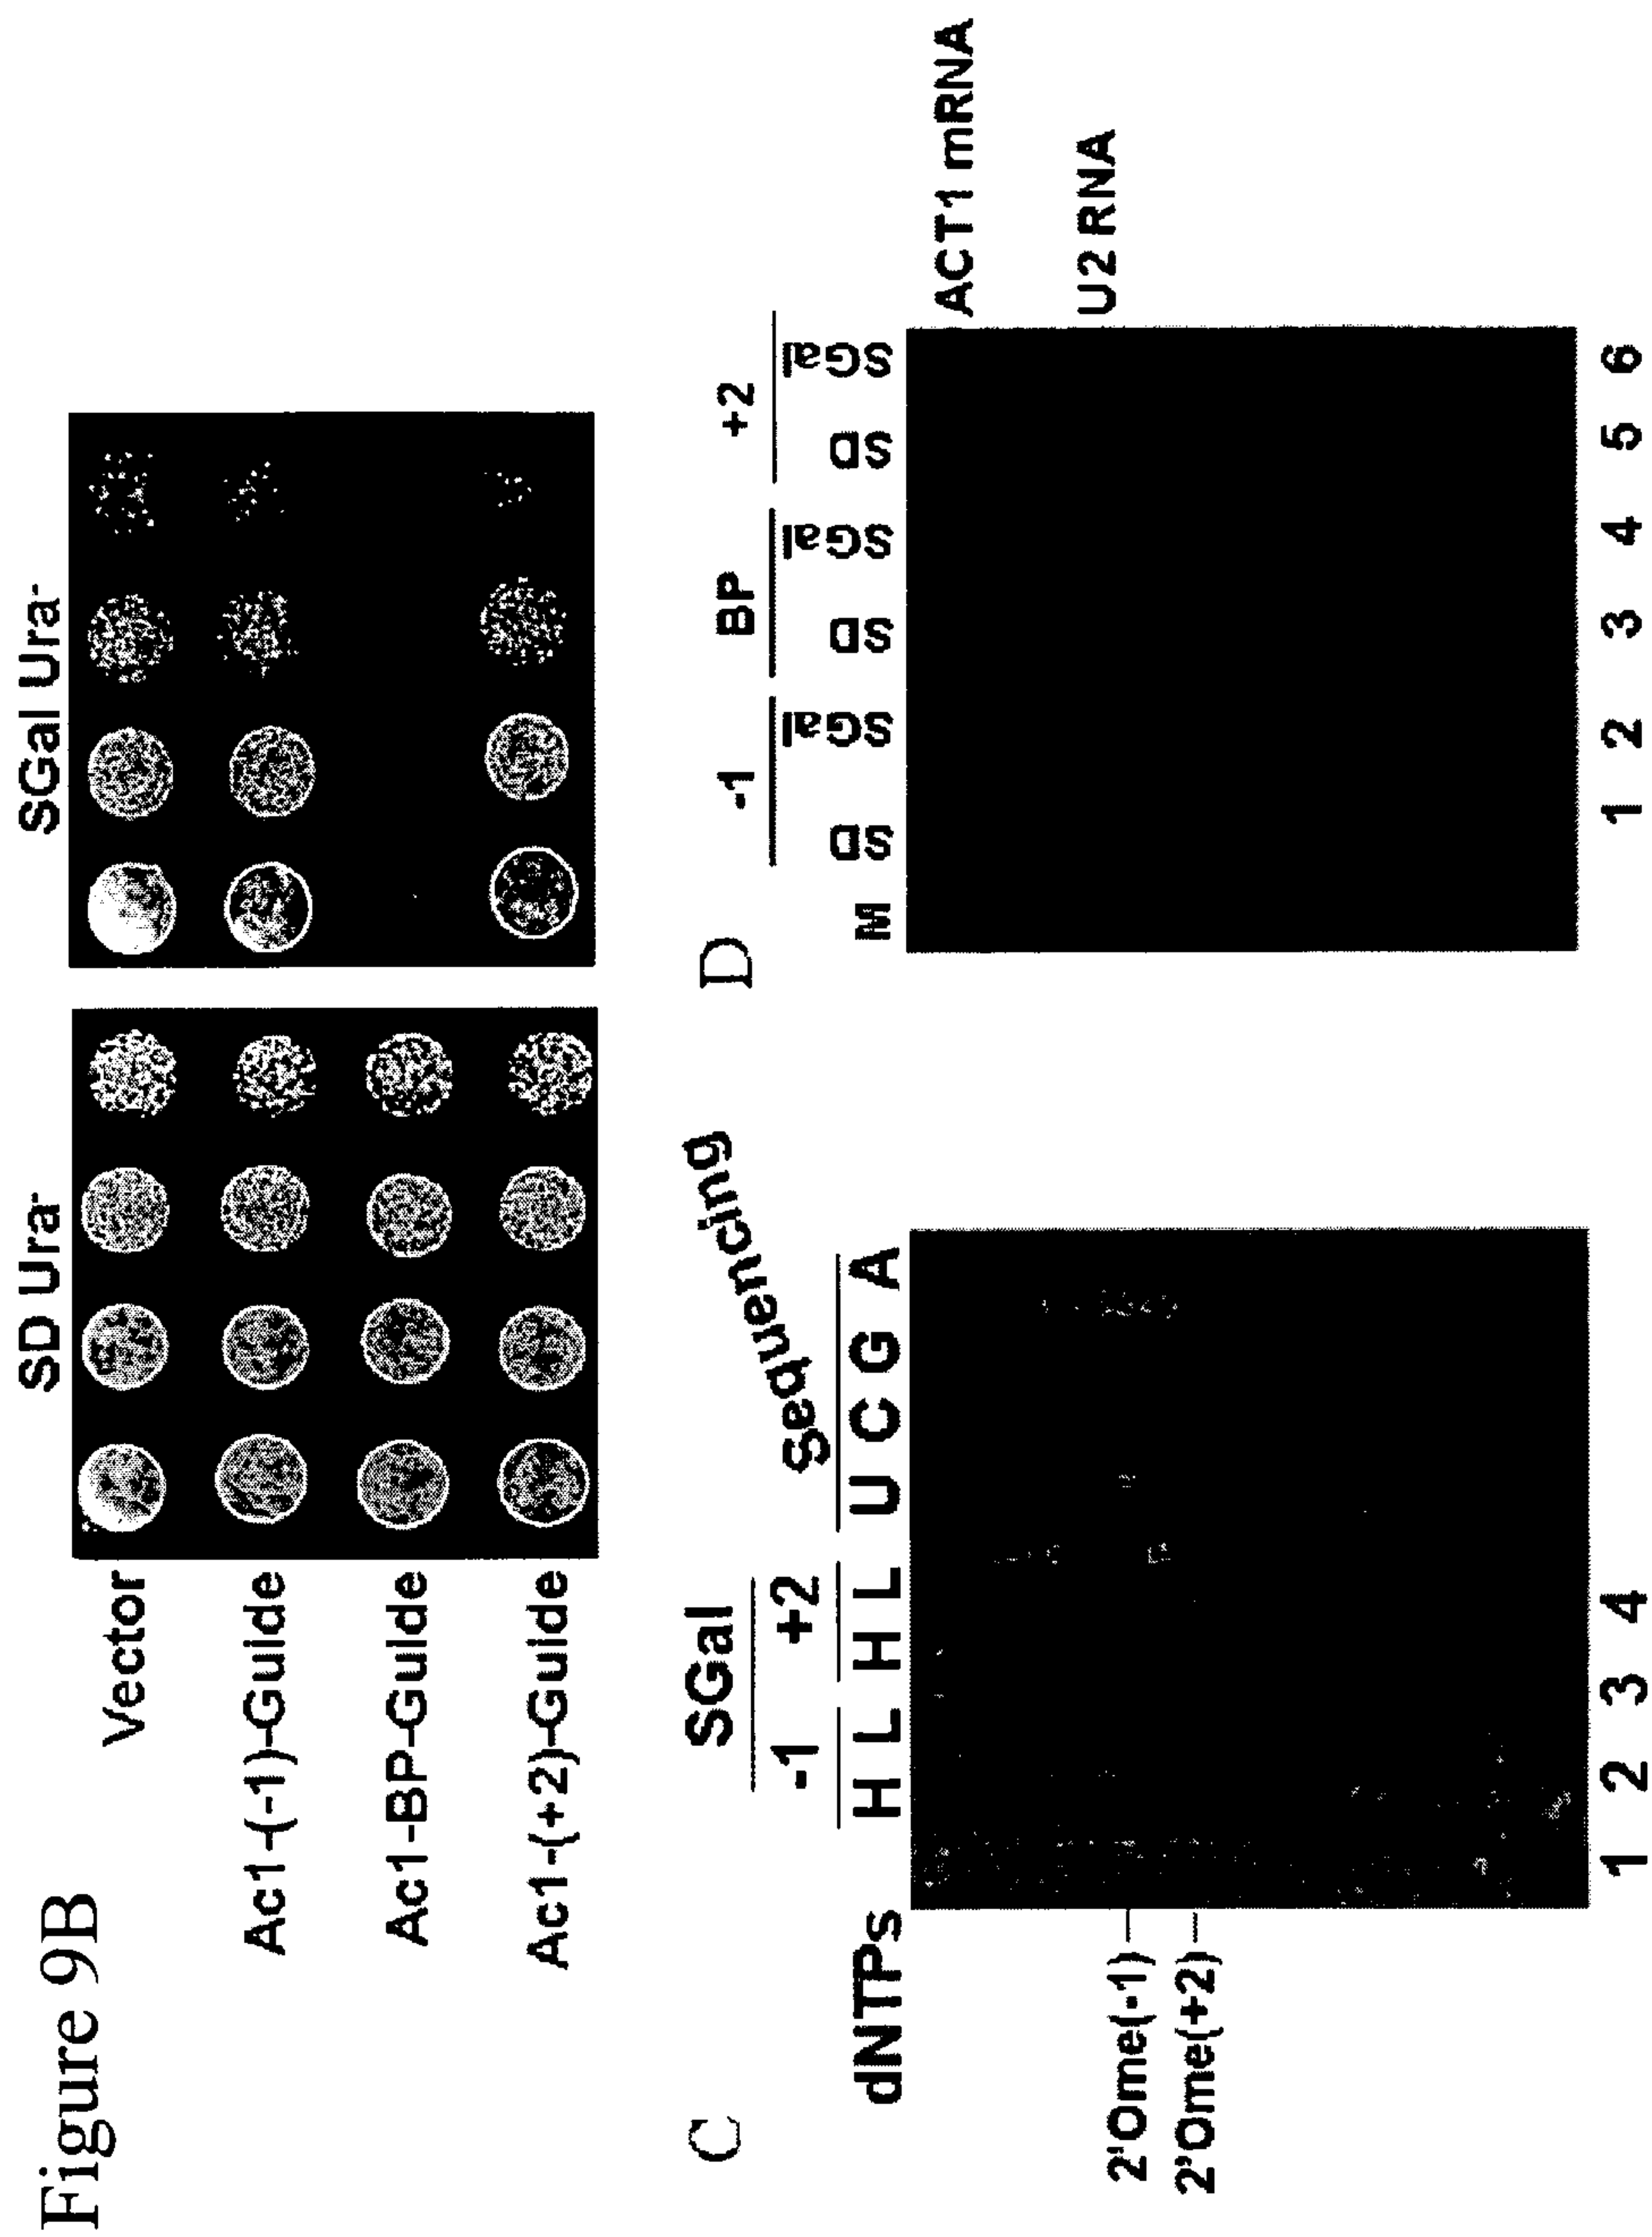 Figure 9B
SD Ura-
SGal Ura-
Vector
Ac1-(-1)-Guide
Ac1-BP-Guide
Ac1-(+2)-Guide
C
SGal
-1 +2 Sequencing
dNTPs H L H L U C G A
2'Ome(-1)
2'Ome(+2)
1 2 3 4
D
-1 BP +2
M SD SGal SD SGal SD SGal
ACT1 mRNA
U2 RNA
1 2 3 4 5 6